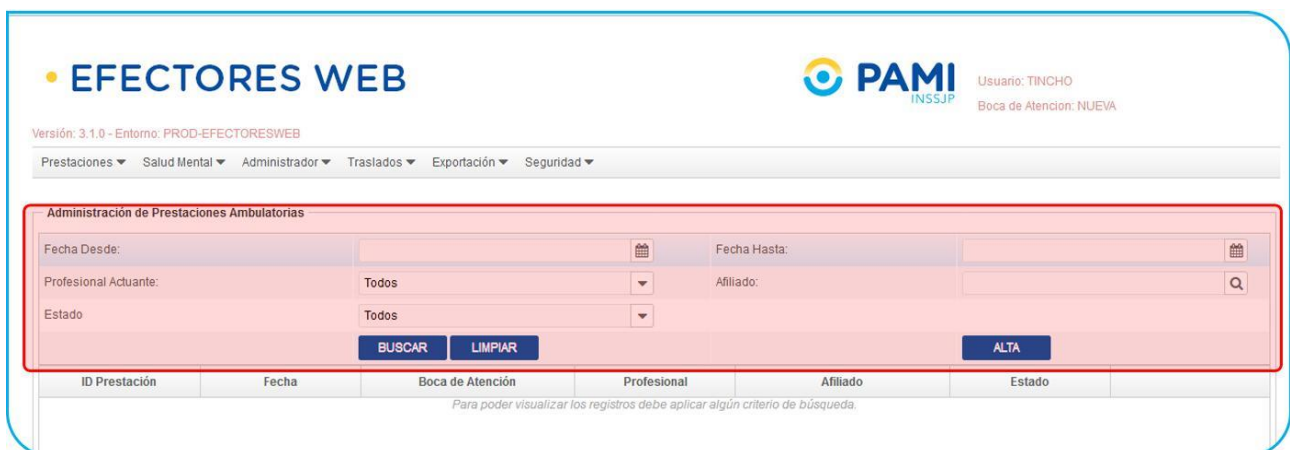 • EFECTORES WEB
PAMI
INSSJP
Usuario: TINCHO
Boca de Atencion: NUEVA
Versión: 3.1.0 - Entorno: PROD-EFECTORESWEB
Prestaciones Salud Mental Administrador Traslados Exportación Seguridad
Administración de Prestaciones Ambulatorias
Fecha Desde: Fecha Hasta:
Profesional Actuante: Todos Afiliado:
Estado Todos
BUSCAR LIMPIAR ALTA
ID Prestación Fecha Boca de Atención Profesional Afiliado Estado
Para poder visualizar los registros debe aplicar algún criterio de búsqueda.